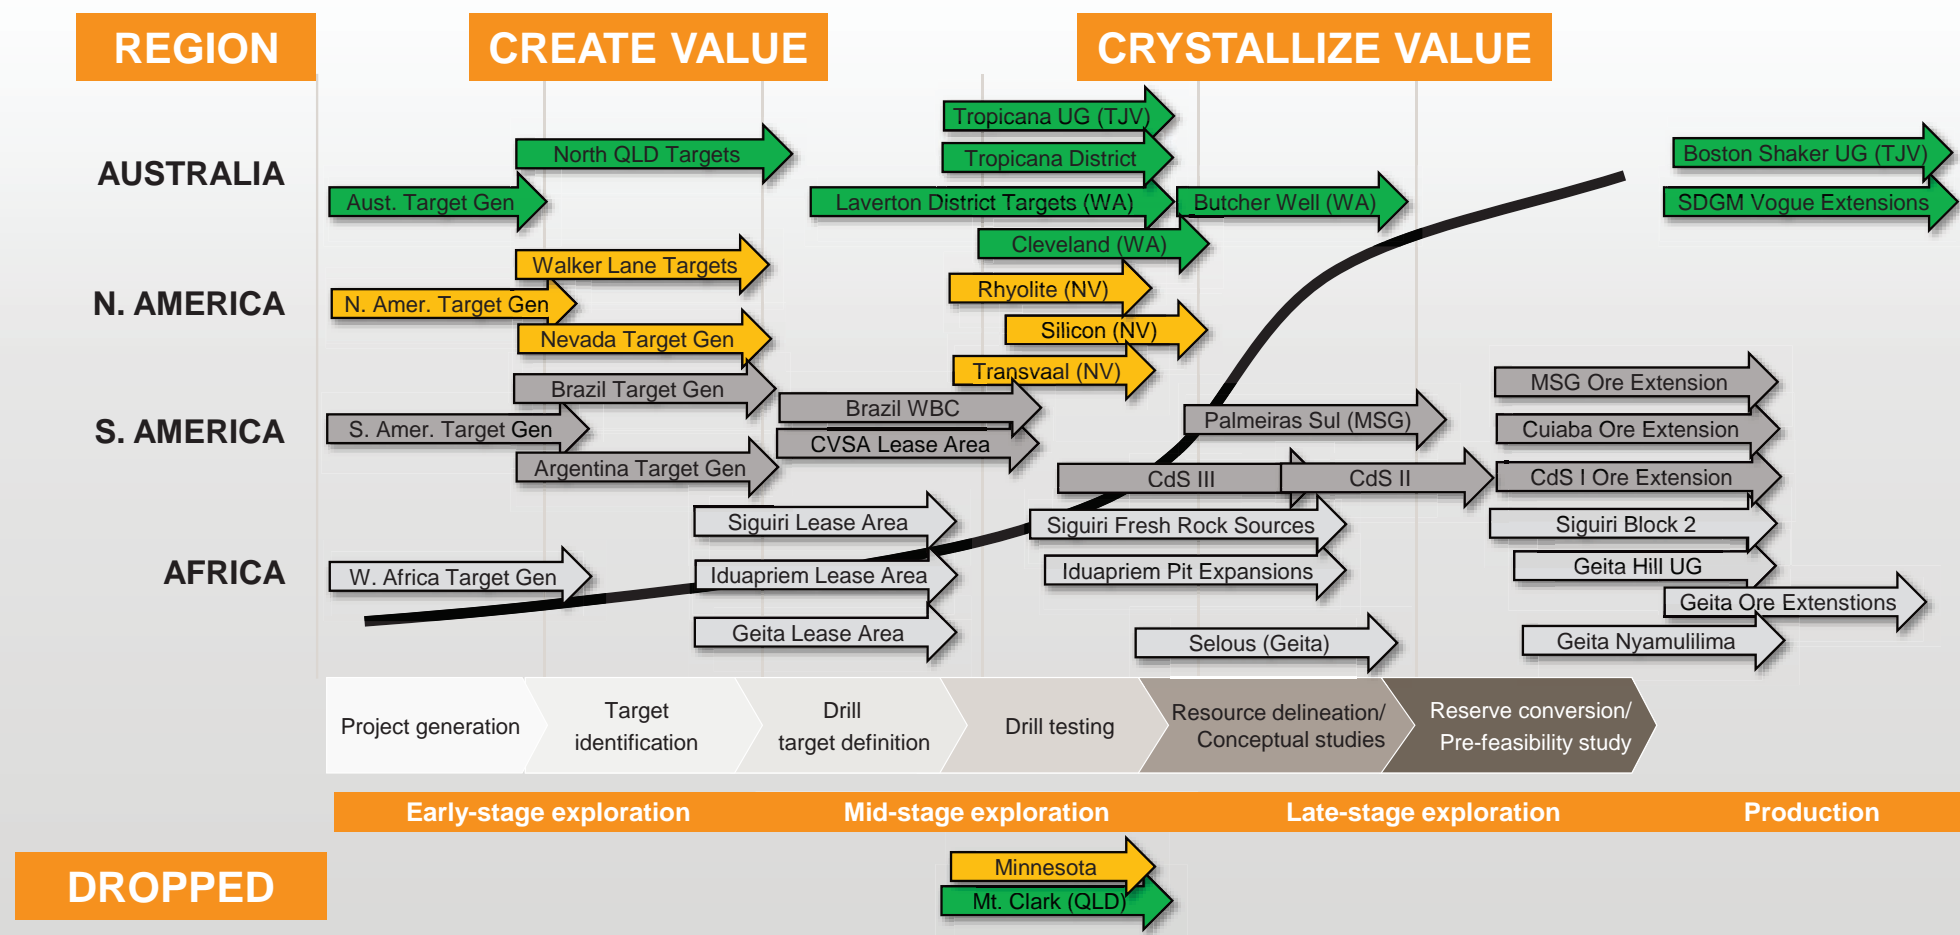 REGION
CREATE VALUE
CRYSTALLIZE VALUE
AUSTRALIA
Tropicana UG (TJV)
North QLD Targets
Tropicana District
Boston Shaker UG (TJV)
Aust. Target Gen
Laverton District Targets (WA)
Butcher Well (WA)
SDGM Vogue Extensions
Cleveland (WA)
N. AMERICA
Walker Lane Targets
Rhyolite (NV)
N. Amer. Target Gen
Silicon (NV)
Nevada Target Gen
Transvaal (NV)
S. AMERICA
Brazil Target Gen
MSG Ore Extension
Brazil WBC
Palmeiras Sul (MSG)
S. Amer. Target Gen
Cuiaba Ore Extension
CVSA Lease Area
Argentina Target Gen
CdS III
CdS II
CdS I Ore Extension
AFRICA
Siguiri Lease Area
Siguiri Fresh Rock Sources
Siguiri Block 2
W. Africa Target Gen
Iduapriem Lease Area
Iduapriem Pit Expansions
Geita Hill UG
Geita Ore Extenstions
Geita Lease Area
Selous (Geita)
Geita Nyamulilima
Project generation
Target
identification
Drill
target definition
Drill testing
Resource delineation/
Conceptual studies
Reserve conversion/
Pre-feasibility study
Early-stage exploration
Mid-stage exploration
Late-stage exploration
Production
DROPPED
Minnesota
Mt. Clark (QLD)